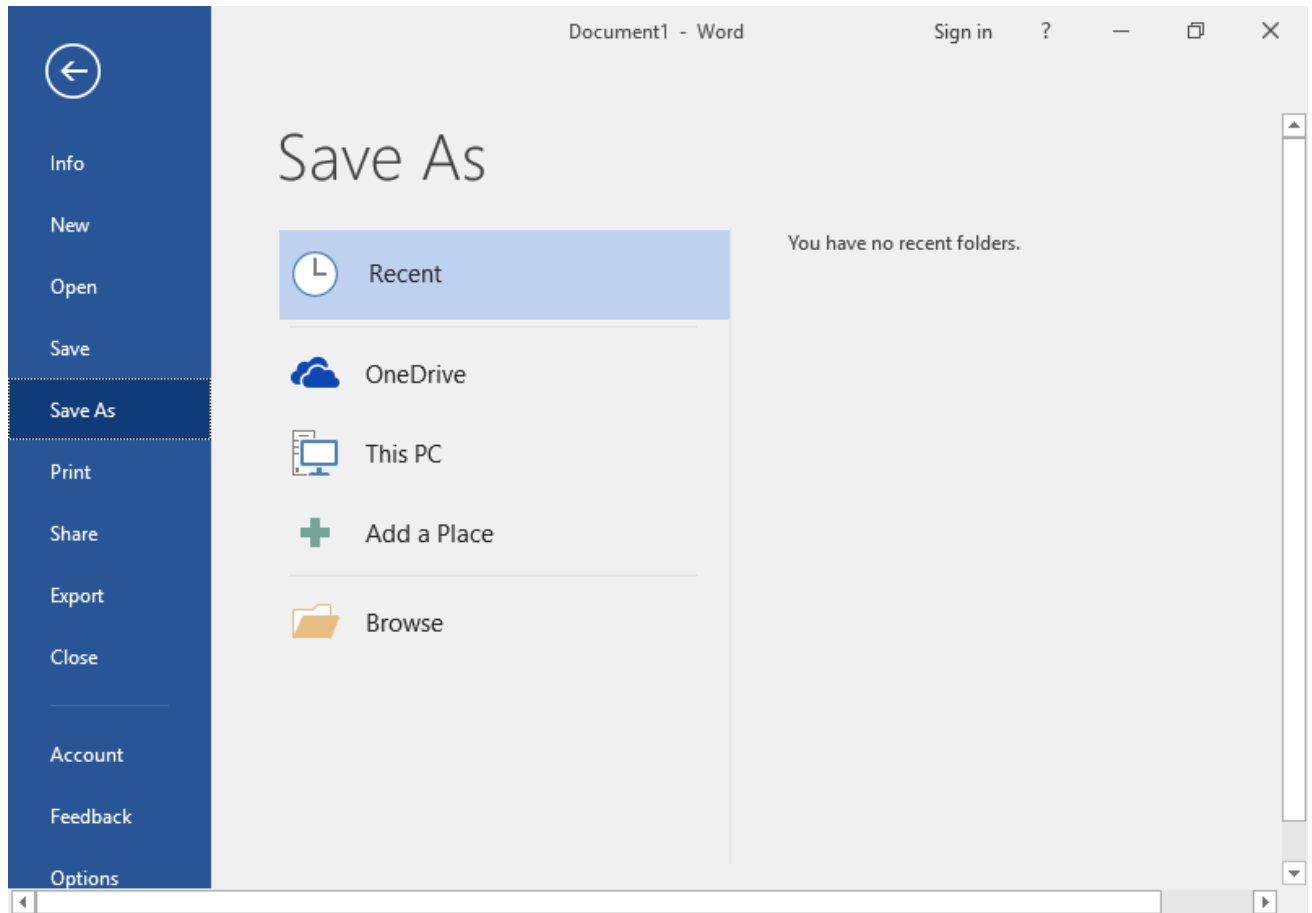 Document1 - Word
Sign in
?
Info
New
Open
Save
Save As
Print
Share
Export
Close
Account
Feedback
Options
Save As
Recent
OneDrive
This PC
Add a Place
Browse
You have no recent folders.